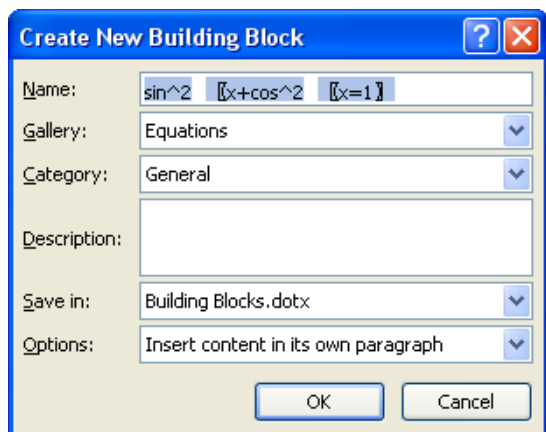 Create New Building Block
Name: sin^2 〖x+cos^2 〖x=1〗
Gallery: Equations
Category: General
Description:
Save in: Building Blocks.dotx
Options: Insert content in its own paragraph
OK Cancel